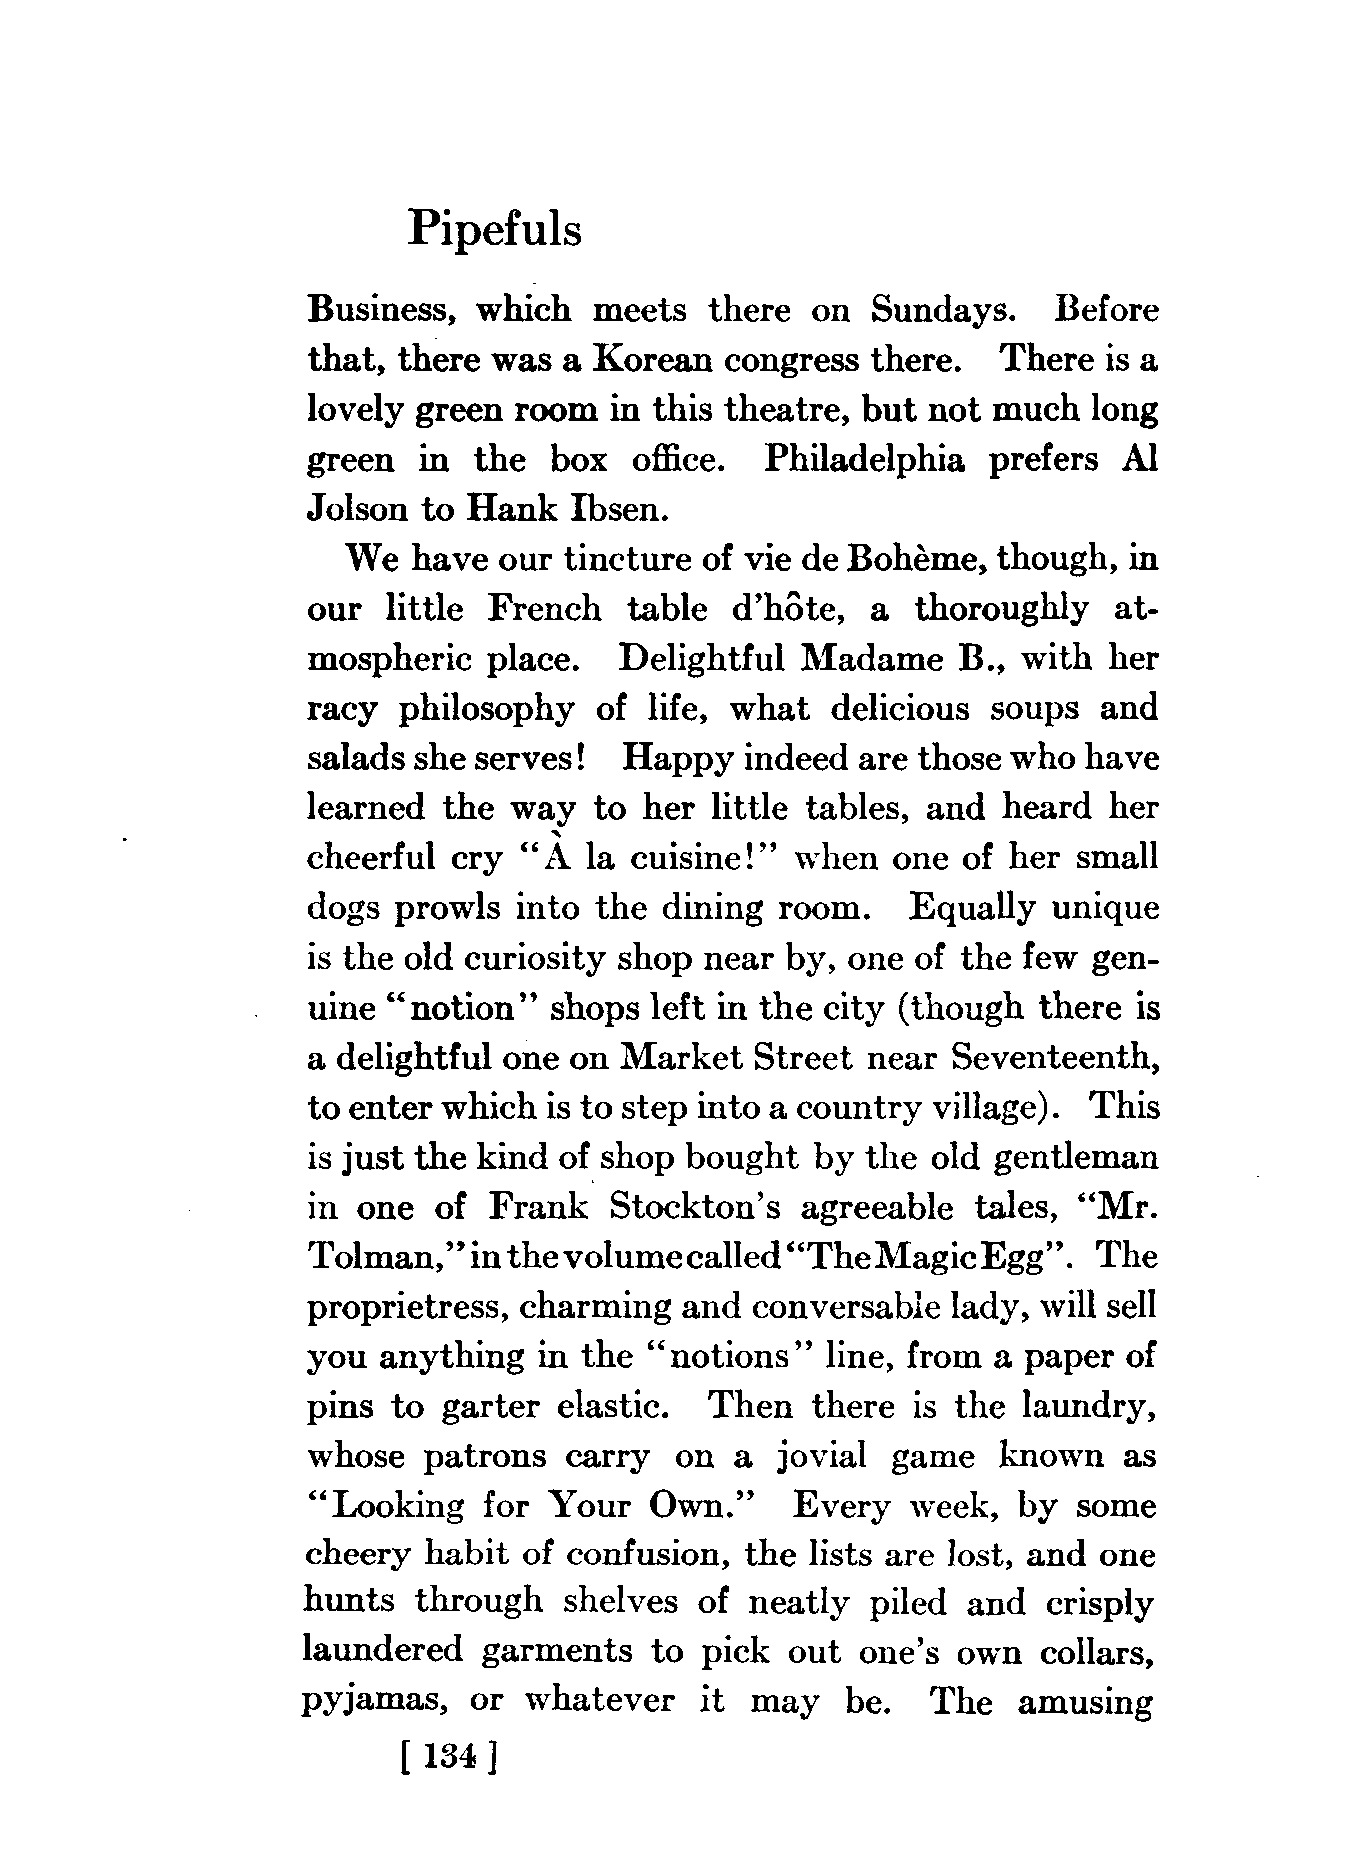 Pipefuls
Business, which meets there on Sundays. Before
that, there was a Korean congress there. There is a
lovely green room in this theatre, but not much long
green in the box office. Philadelphia prefers Al
Jolson to Hank Ibsen.
We have our tincture of vie de Bohème, though, in
our little French table d'hôte, a thoroughly at-
mospheric place. Delightful Madame B., with her
racy philosophy of life, what delicious soups and
salads she serves! Happy indeed are those who have
learned the way to her little tables, and heard her
cheerful cry "À la cuisine!" when one of her small
dogs prowls into the dining room. Equally unique
is the old curiosity shop near by, one of the few gen-
uine "notion" shops left in the city (though there is
a delightful one on Market Street near Seventeenth,
to enter which is to step into a country village). This
is just the kind of shop bought by the old gentleman
in one of Frank Stockton's agreeable tales, "Mr.
Tolman," in the volume called "The Magic Egg". The
proprietress, charming and conversable lady, will sell
you anything in the "notions" line, from a paper of
pins to garter elastic. Then there is the laundry,
whose patrons carry on a jovial game known as
"Looking for Your Own." Every week, by some
cheery habit of confusion, the lists are lost, and one
hunts through shelves of neatly piled and crisply
laundered garments to pick out one's own collars,
pyjamas, or whatever it may be. The amusing
[ 134 ]